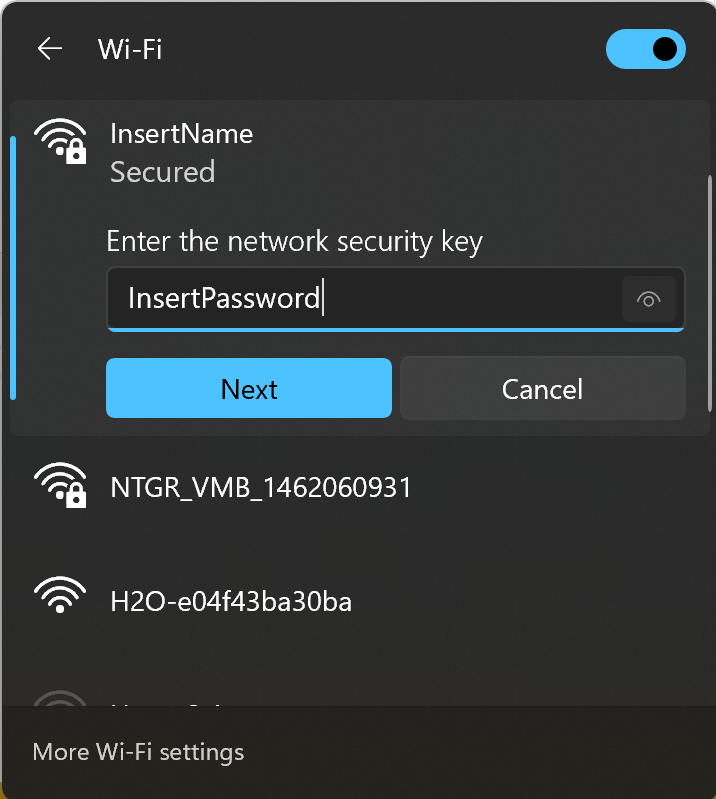 Wi-Fi
InsertName
Secured
Enter the network security key
InsertPassword
Next
Cancel
NTGR_VMB_1462060931
H2O-e04f43ba30ba
More Wi-Fi settings